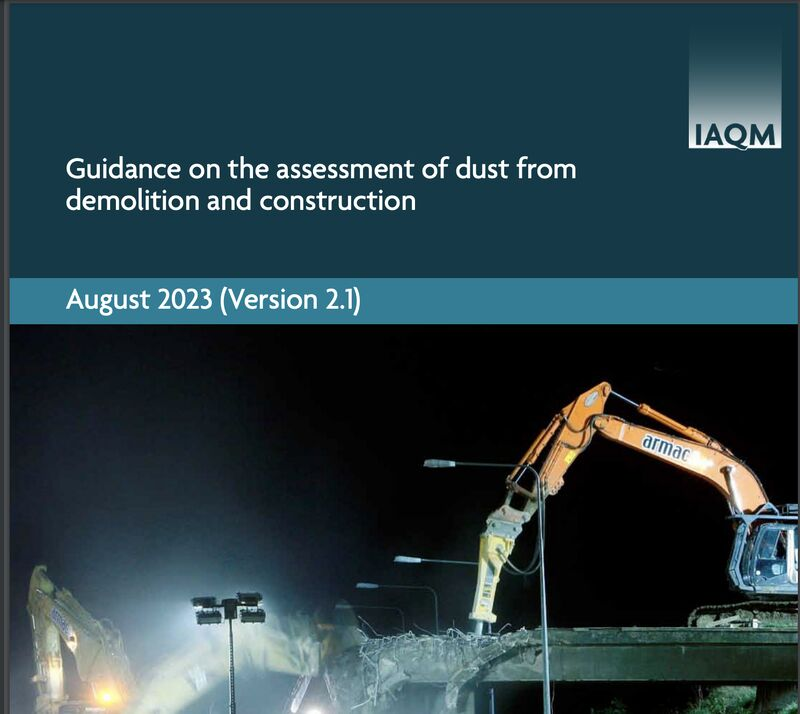 IAQM
Guidance on the assessment of dust from
demolition and construction
August 2023 (Version 2.1)
armac